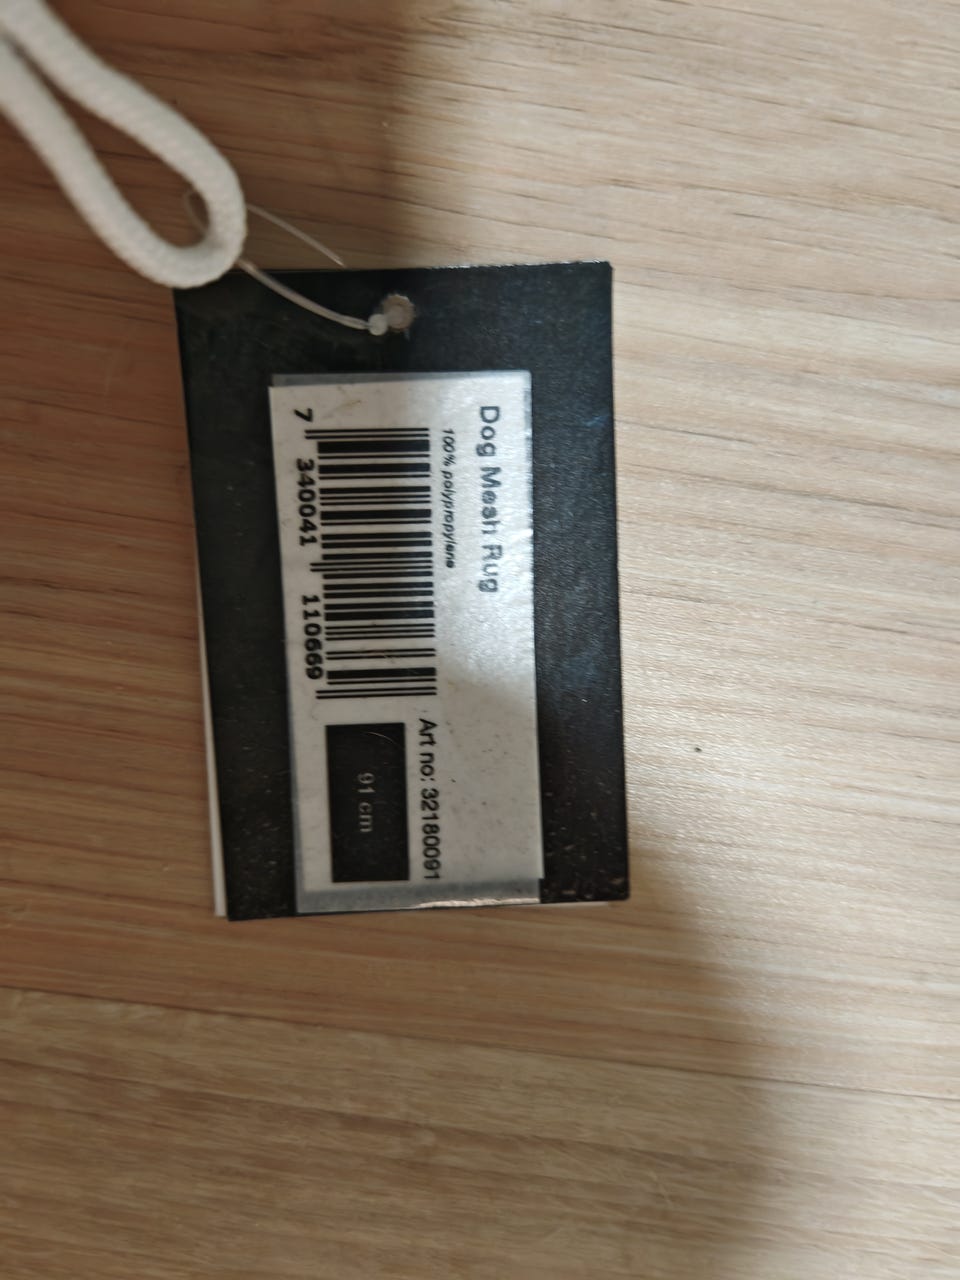 Dog Mesh Rug
100% polypropylene
7 340041 110669
Art no: 32180091
91 cm